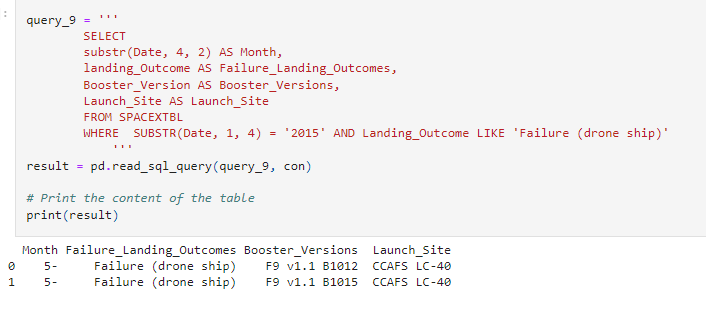 :
query_9 = '''
SELECT
substr(Date, 4, 2) AS Month,
landing_Outcome AS Failure_Landing_Outcomes,
Booster_Version AS Booster_Versions,
Launch_Site AS Launch_Site
FROM SPACEXTBL
WHERE  SUBSTR(Date, 1, 4) = '2015' AND Landing_Outcome LIKE 'Failure (drone ship)'
'''
result = pd.read_sql_query(query_9, con)
# Print the content of the table
print(result)
Month Failure_Landing_Outcomes Booster_Versions  Launch_Site
0    5-     Failure (drone ship)    F9 v1.1 B1012  CCAFS LC-40
1    5-     Failure (drone ship)    F9 v1.1 B1015  CCAFS LC-40